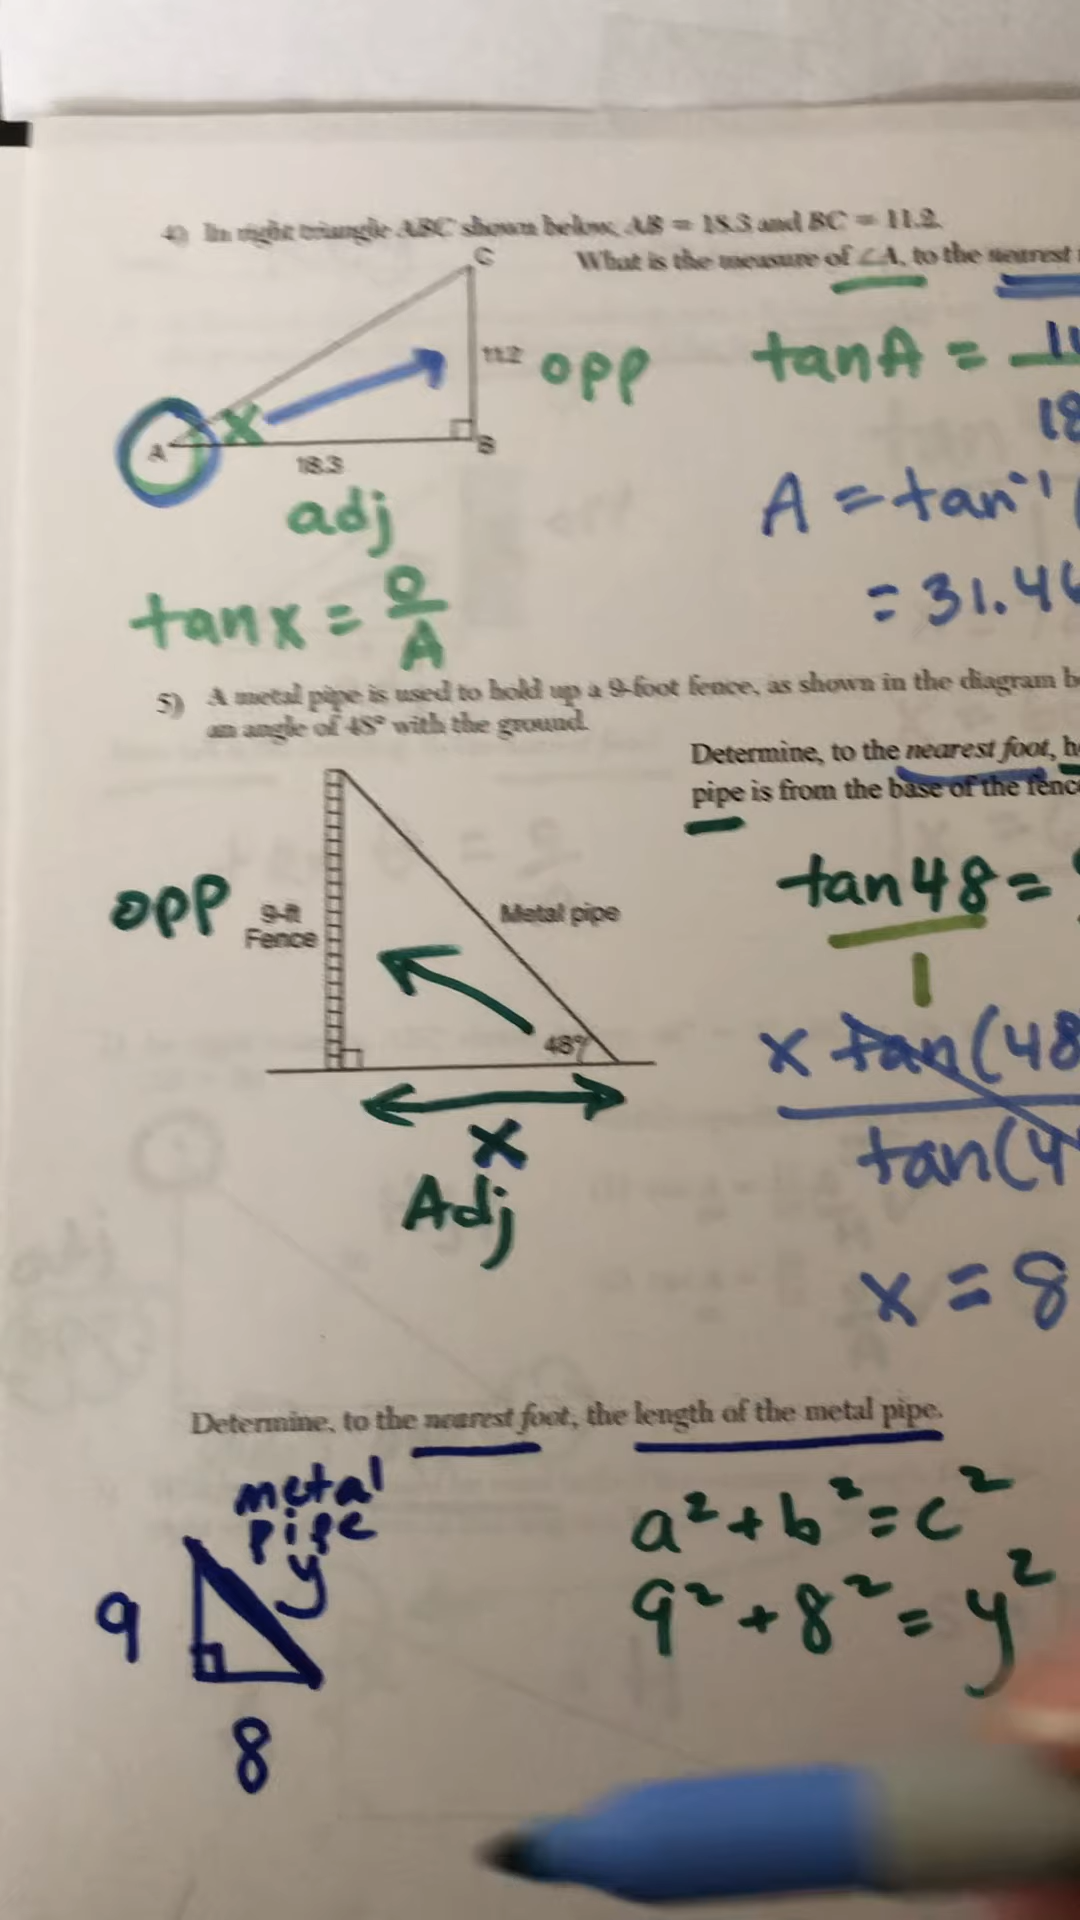 4) In right triangle ABC shown below, AB = 18.3 and BC = 11.2.
What is the measure of ∠A, to the nearest
C
11.2
opp
tanA =
18
x
A
B
18.3
adj
A = tan⁻¹(
= 31.46
tanx = O/A
5) A metal pipe is used to hold up a 9-foot fence, as shown in the diagram
an angle of 48° with the ground.
Determine, to the nearest foot,
pipe is from the base of the
opp
9-ft
Fence
Metal pipe
tan48 =
1
48°
x tan(48
tan(4
x
Adj
x = 8
Determine, to the nearest foot, the length of the metal pipe.
metal
pipe
y
9
8
a² + b² = c²
9² + 8² = y²